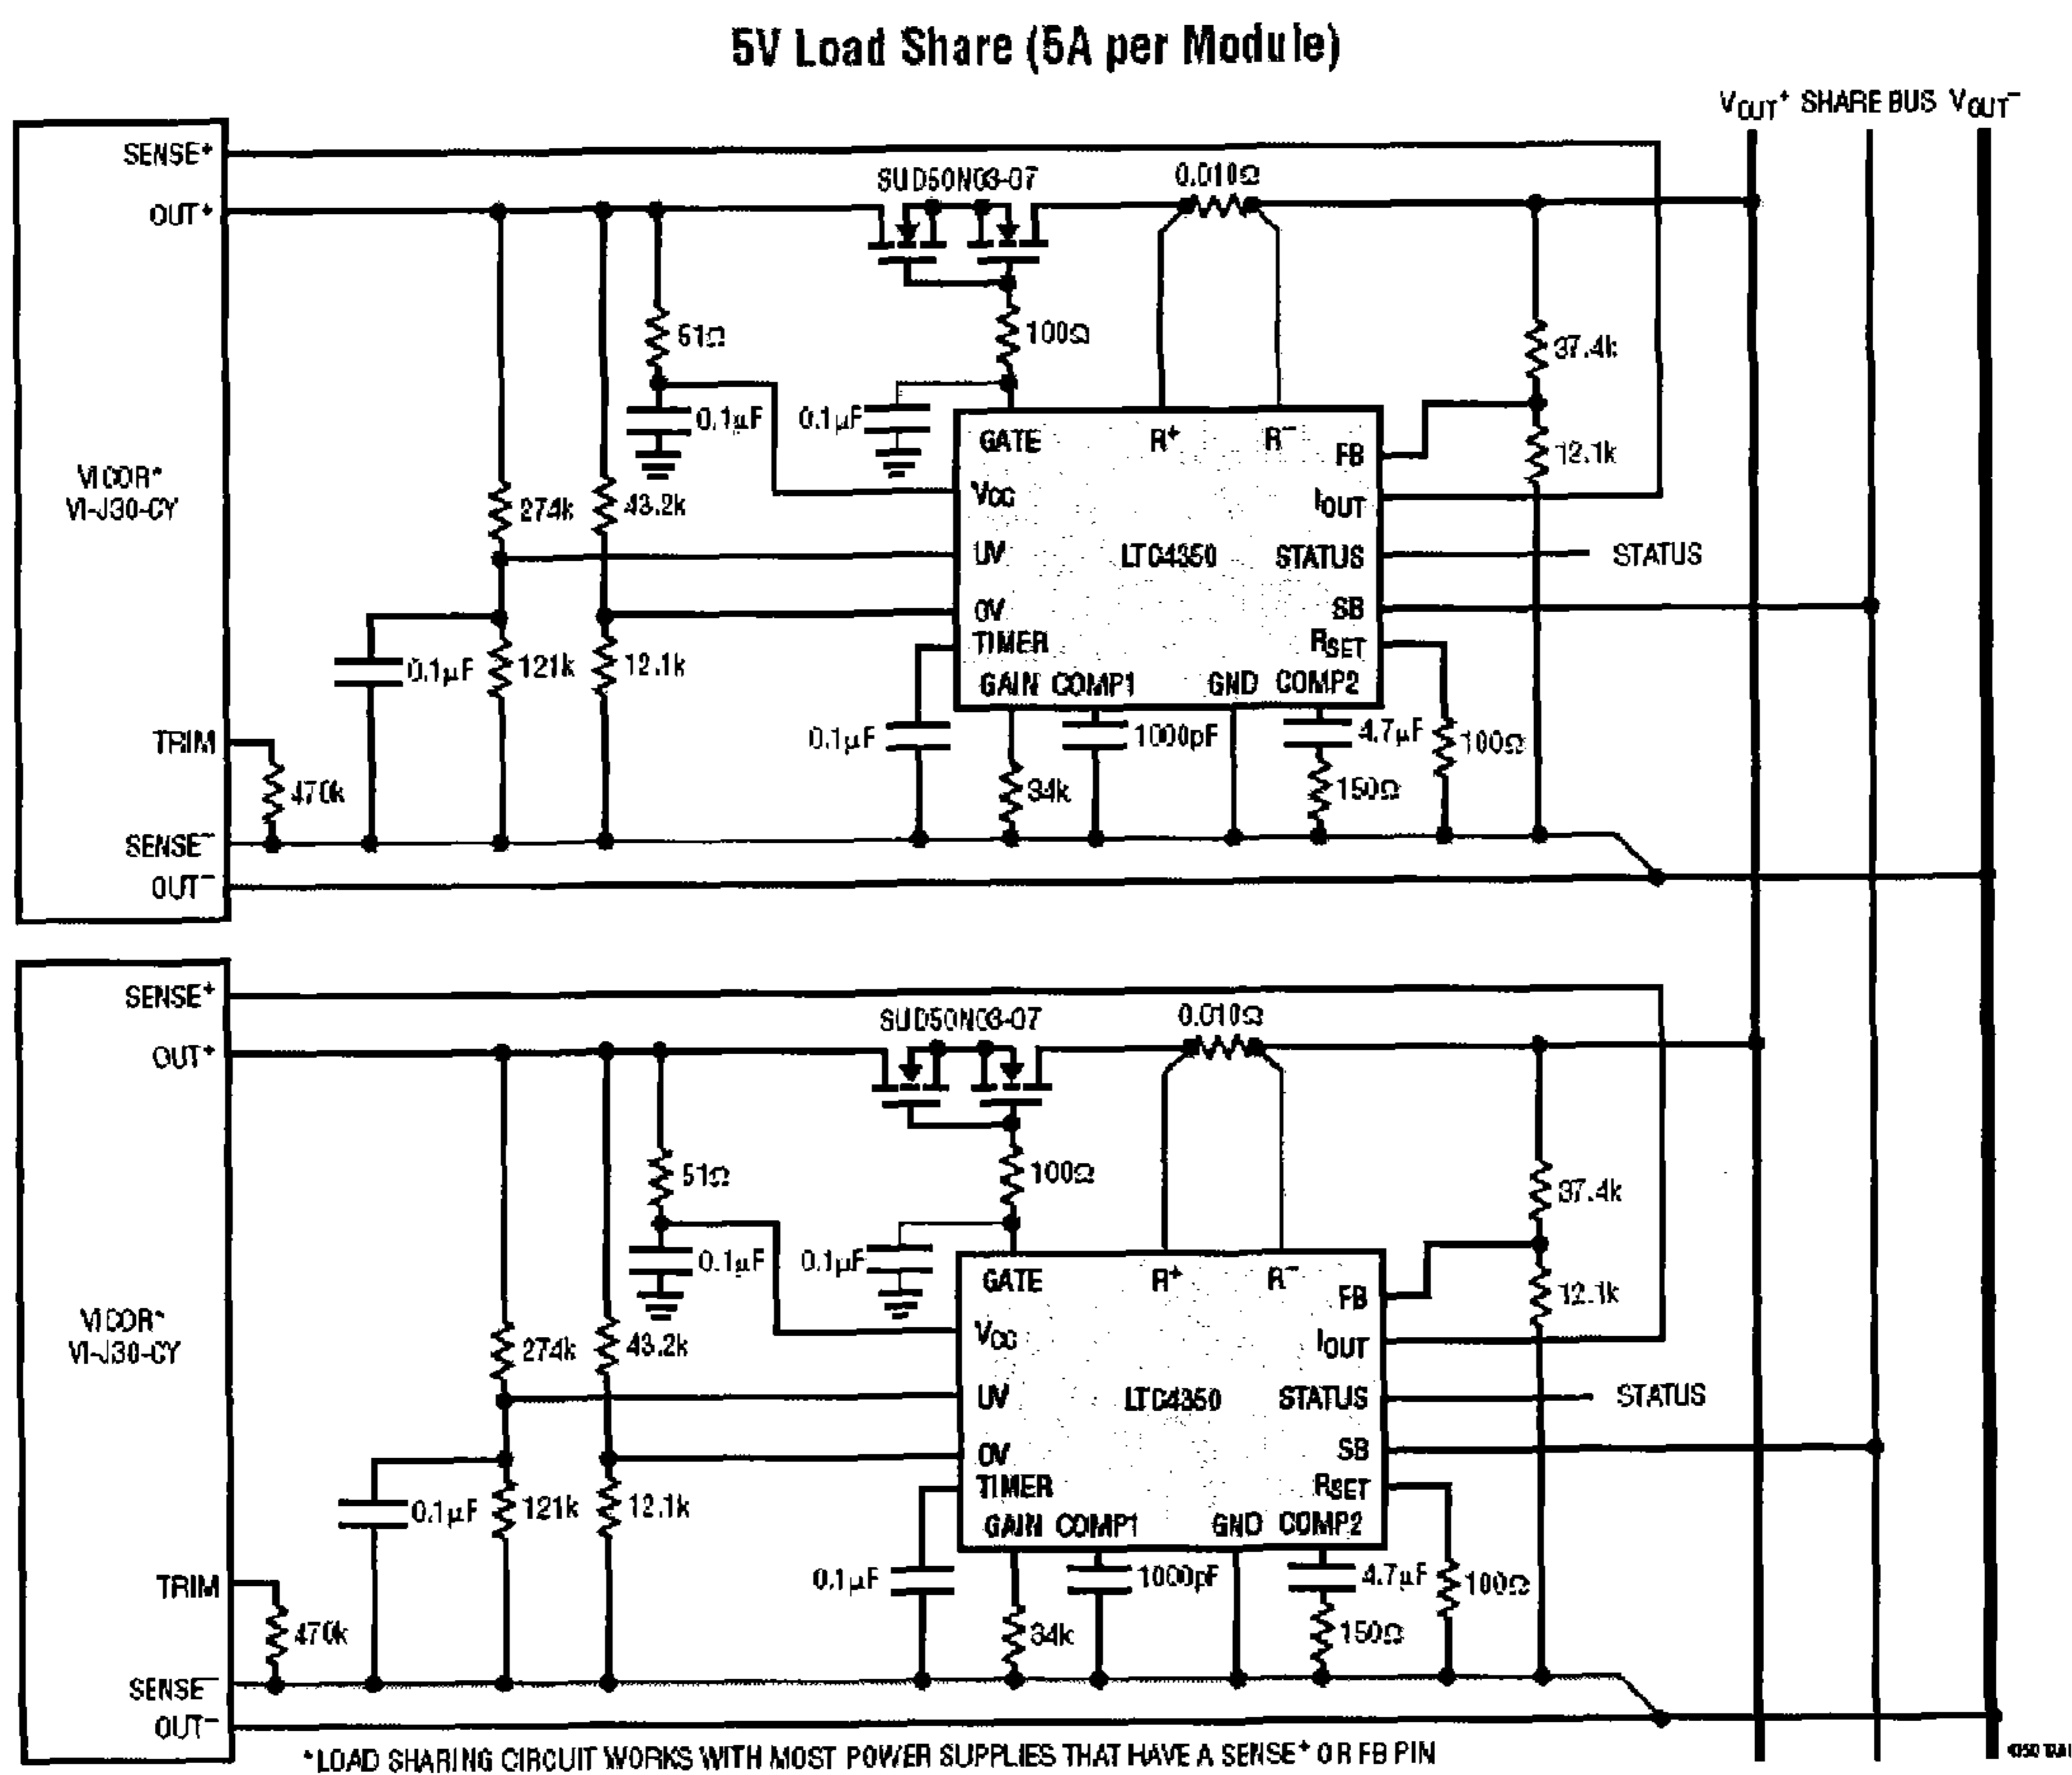 5V Load Share (5A per Module)
VOUT+ SHARE BUS VOUT–
SENSE+
OUT+
SUD50N03-07
0.010Ω
51Ω
100Ω
37.4k
0.1µF
0.1µF
12.1k
VICOR*
VI-J30-CY
274k
43.2k
GATE
R+
R–
FB
VCC
IOUT
UV
LTC4350
STATUS
STATUS
OV
SB
TIMER
RSET
GAIN COMP1
GND COMP2
0.1µF
121k
12.1k
TRIM
470k
0.1µF
34k
1000pF
4.7µF
150Ω
100Ω
SENSE–
OUT–
SENSE+
OUT+
SUD50N03-07
0.010Ω
51Ω
100Ω
37.4k
0.1µF
0.1µF
12.1k
VICOR*
VI-J30-CY
274k
43.2k
GATE
R+
R–
FB
VCC
IOUT
UV
LTC4350
STATUS
STATUS
OV
SB
TIMER
RSET
GAIN COMP1
GND COMP2
0.1µF
121k
12.1k
TRIM
470k
0.1µF
34k
1000pF
4.7µF
150Ω
100Ω
SENSE–
OUT–
*LOAD SHARING CIRCUIT WORKS WITH MOST POWER SUPPLIES THAT HAVE A SENSE+ OR FB PIN